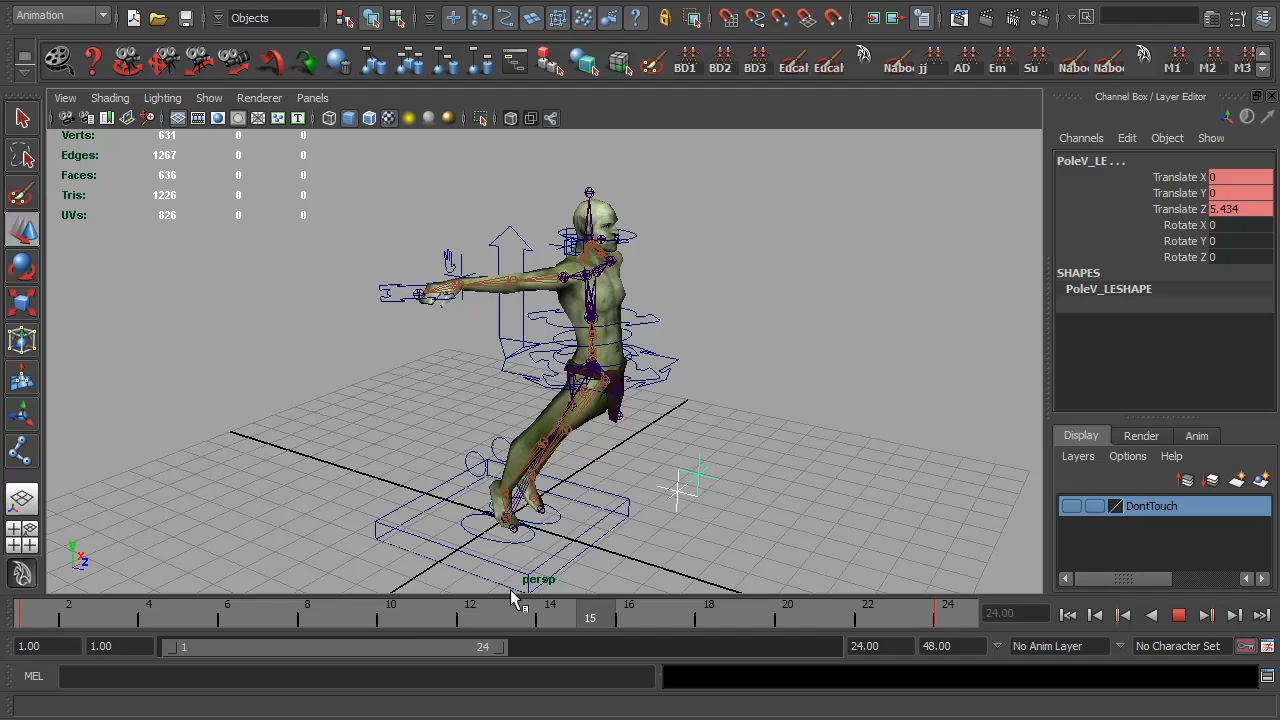 Animation
Objects
BD1 BD2 BD3 Eucal Eucal Naboo jj AD Em Su Naboo Naboo M1 M2 M3
View Shading Lighting Show Renderer Panels
Channel Box / Layer Editor
Channels Edit Object Show
Verts: 631 0 0
Edges: 1267 0 0
Faces: 636 0 0
Tris: 1226 0 0
UVs: 826 0 0
PoleV_LE . . .
Translate X 0
Translate Y 0
Translate Z 5.434
Rotate X 0
Rotate Y 0
Rotate Z 0
SHAPES
PoleV_LESHAPE
Display Render Anim
Layers Options Help
DontTouch
persp
2 4 6 8 10 12 14 15 16 18 20 22 24
24.00
1.00 1.00 1 24 24.00 48.00 No Anim Layer No Character Set
MEL